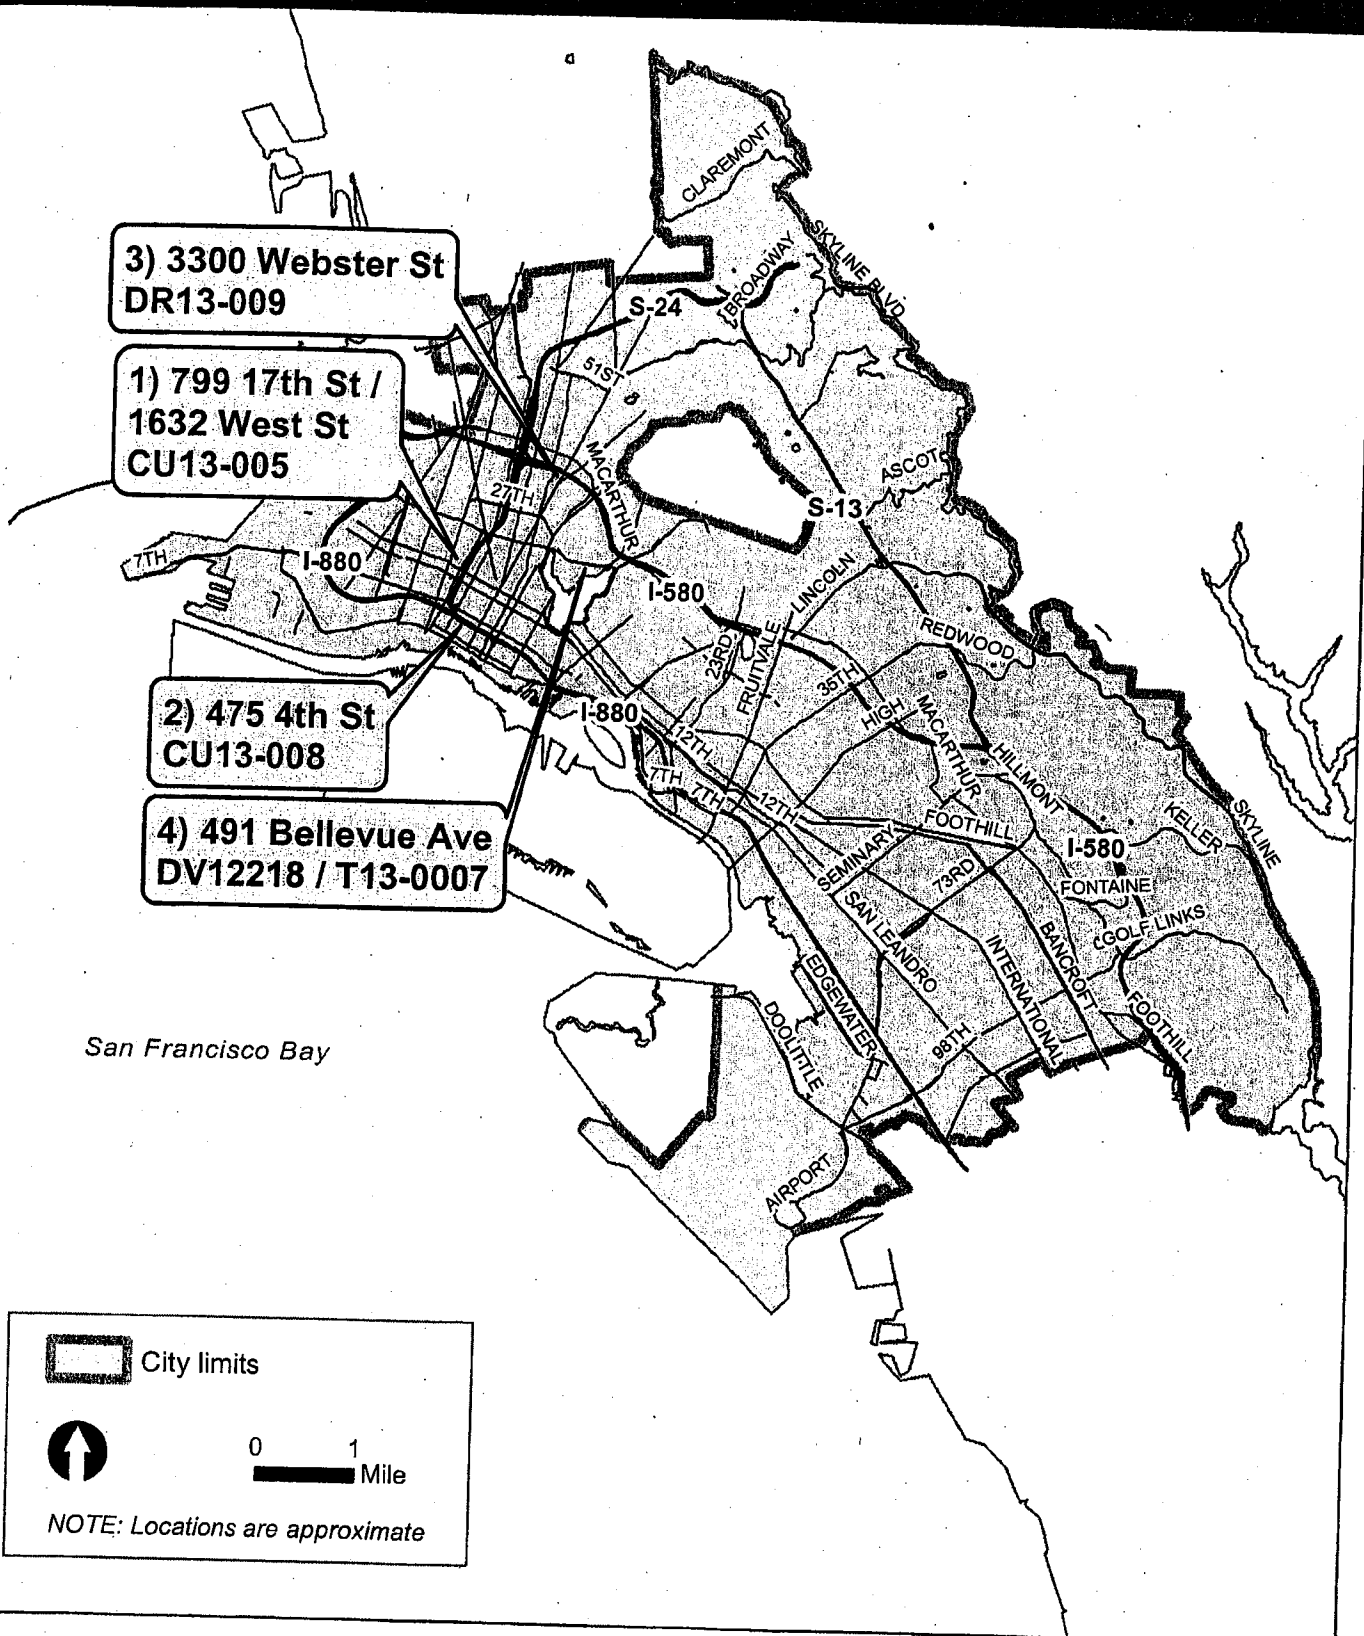 CLAREMONT
SKYLINE BLVD
BROADWAY
3) 3300 Webster St
DR13-009
S-24
1) 799 17th St /
1632 West St
CU13-005
51ST
MACARTHUR
ASCOT
27TH
S-13
7TH
I-880
I-580
LINCOLN
REDWOOD
23RD
FRUITVALE
35TH
HIGH
MACARTHUR
2) 475 4th St
CU13-008
I-880
12TH
7TH
7TH
12TH
HILLMONT
KELLER
SKYLINE
4) 491 Bellevue Ave
DV12218 / T13-0007
FOOTHILL
SEMINARY
I-580
73RD
FONTAINE
SAN LEANDRO
GOLF LINKS
BANCROFT
INTERNATIONAL
EDGEWATER
DOOLITTLE
FOOTHILL
98TH
San Francisco Bay
AIRPORT
City limits
0 1
Mile
NOTE: Locations are approximate